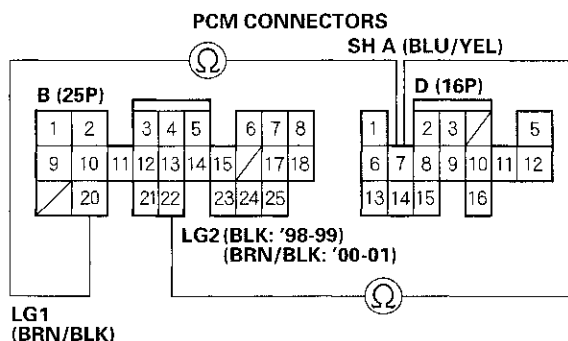 PCM CONNECTORS
SH A (BLU/YEL)
Ω
B (25P)
D (16P)
1 2 3 4 5 6 7 8
9 10 11 12 13 14 15 17 18
20 21 22 23 24 25
1 2 3 5
6 7 8 9 10 11 12
13 14 15 16
LG2 (BLK: '98-99)
(BRN/BLK: '00-01)
Ω
LG1
(BRN/BLK)